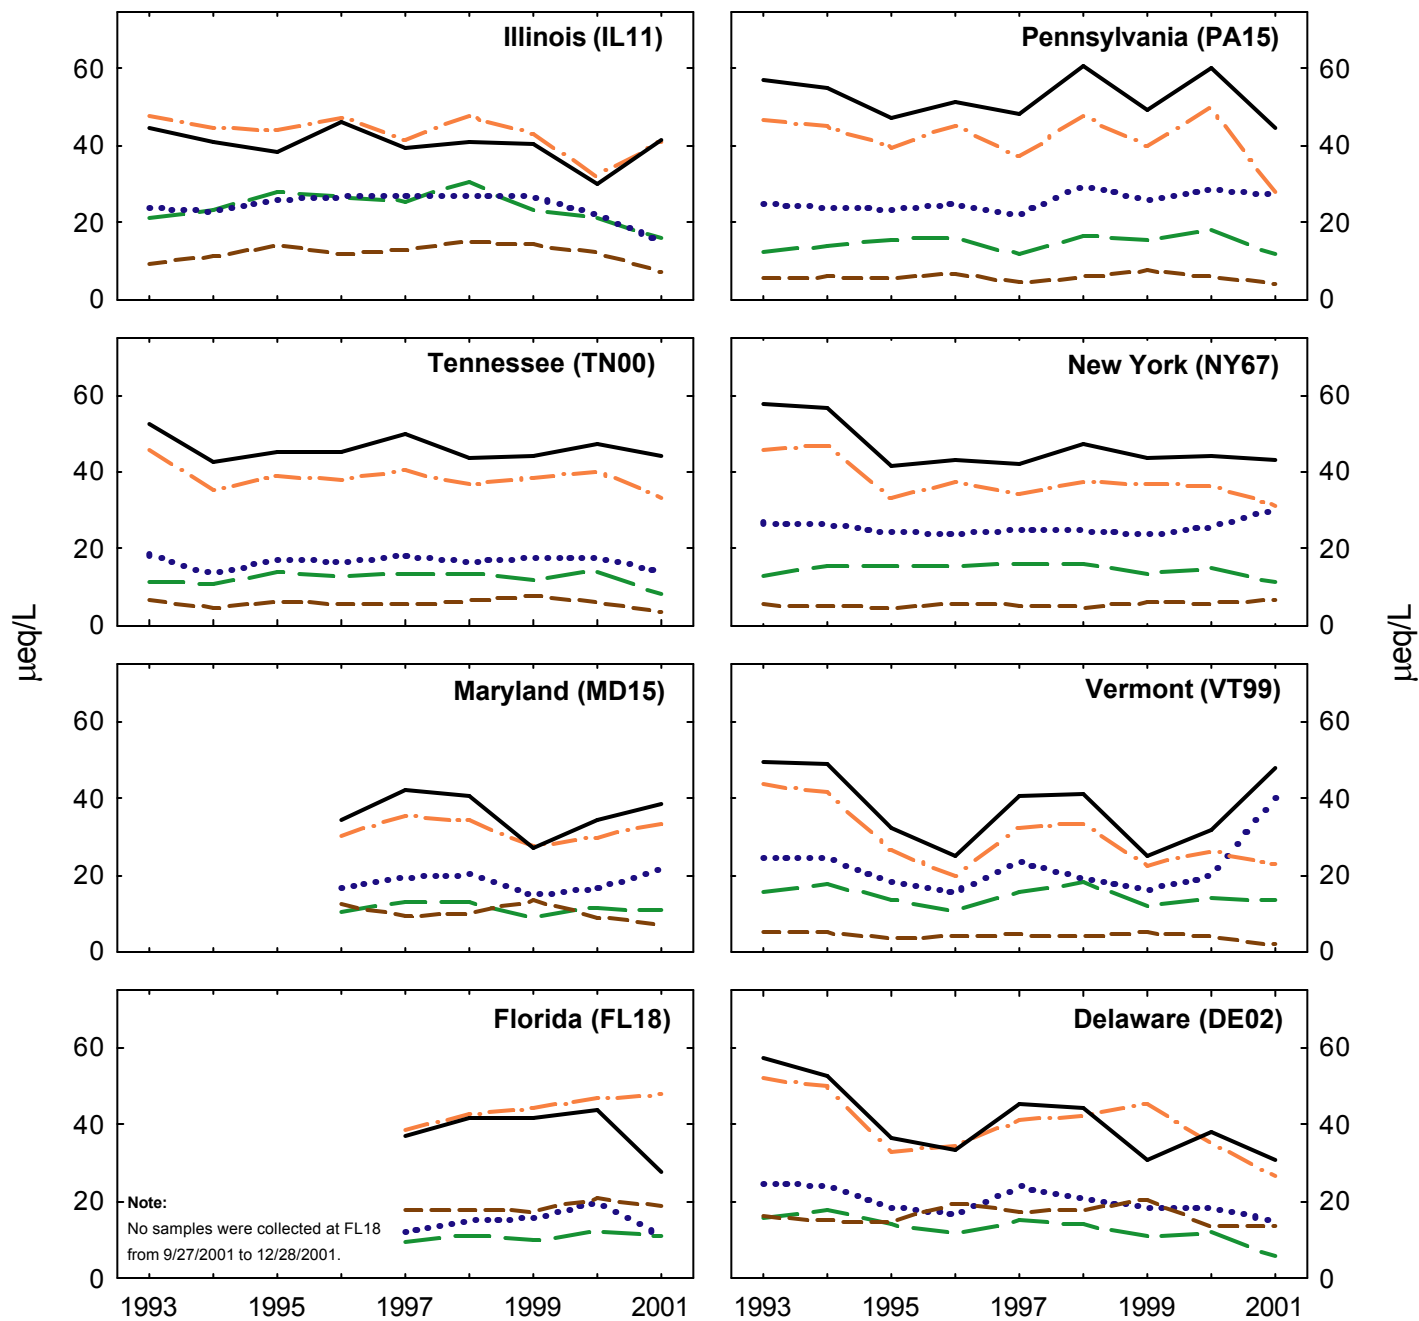 Illinois (IL11)
Pennsylvania (PA15)
60
40
20
0
60
40
20
0
Tennessee (TN00)
New York (NY67)
60
40
20
0
60
40
20
0
µeq/L
µeq/L
Maryland (MD15)
Vermont (VT99)
60
40
20
0
60
40
20
0
Florida (FL18)
Delaware (DE02)
60
40
20
0
60
40
20
0
Note:
No samples were collected at FL18
from 9/27/2001 to 12/28/2001.
1993 1995 1997 1999 2001
1993 1995 1997 1999 2001